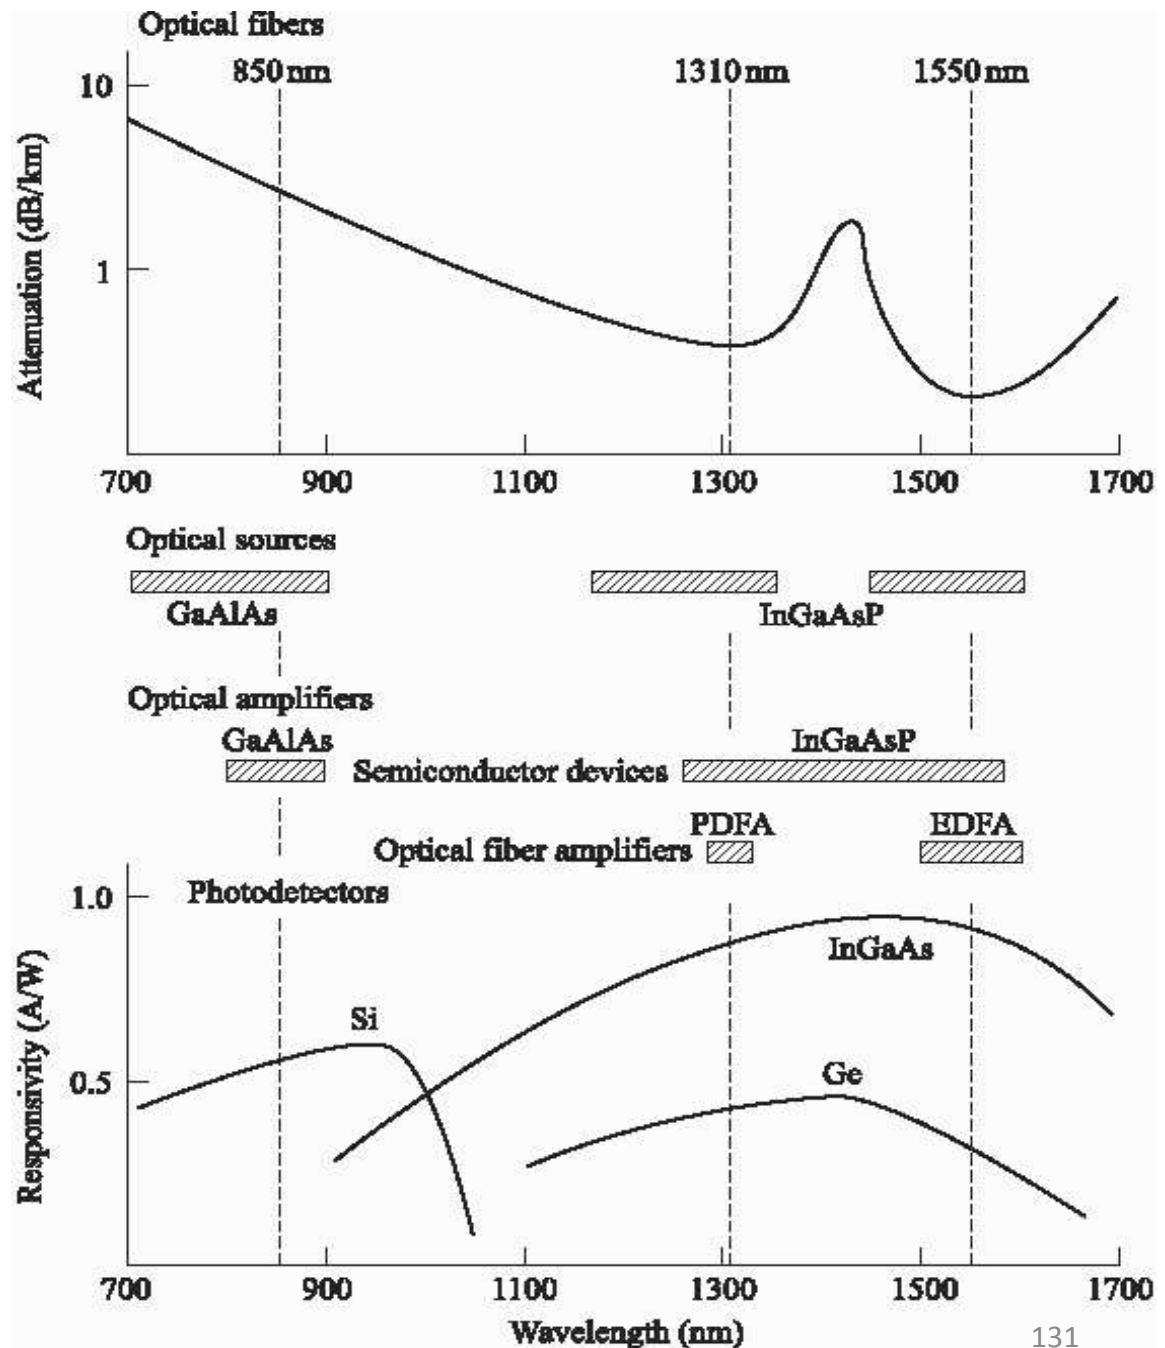 Optical fibers
850 nm 1310 nm 1550 nm
10
1
Attenuation (dB/km)
700 900 1100 1300 1500 1700
Optical sources
GaAlAs InGaAsP
Optical amplifiers
GaAlAs InGaAsP
Semiconductor devices
PDFA EDFA
Optical fiber amplifiers
1.0
Photodetectors
InGaAs
Si
Ge
0.5
Responsivity (A/W)
700 900 1100 1300 1500 1700
Wavelength (nm)
131